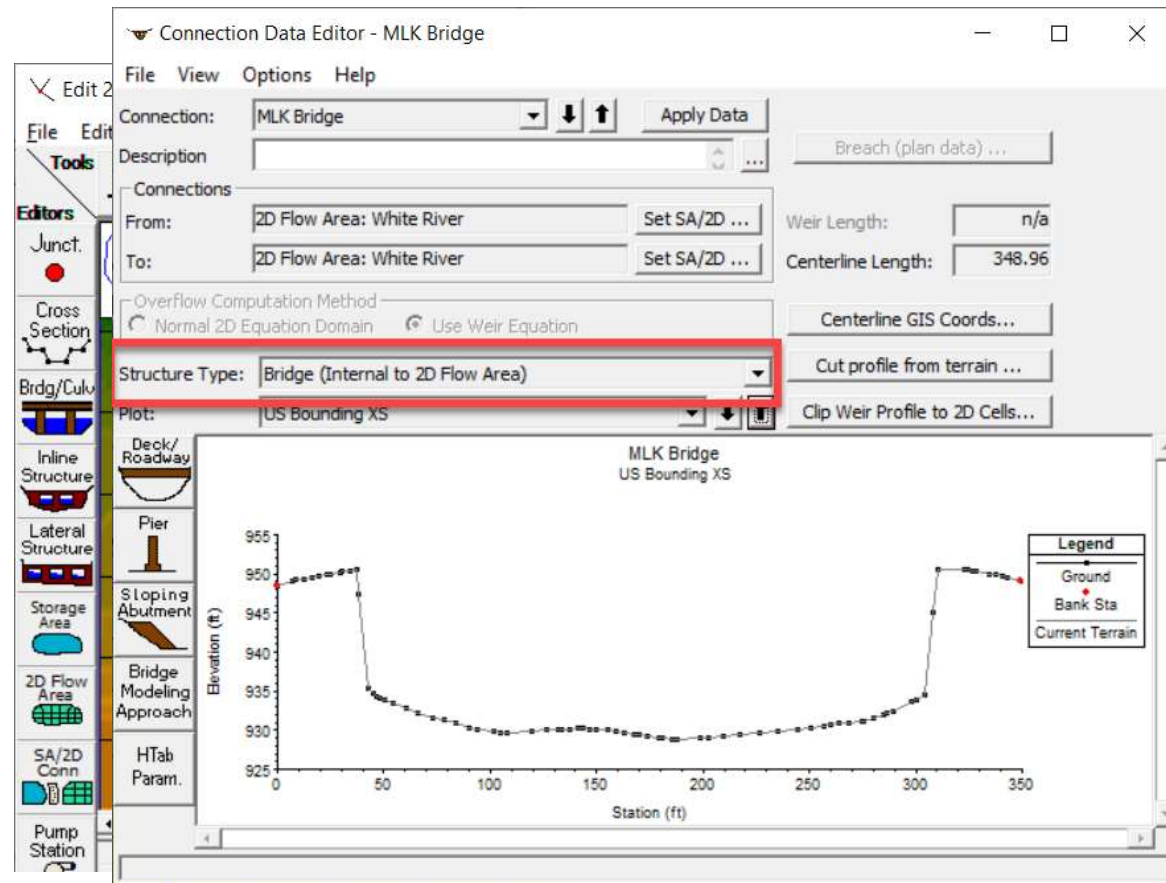 Connection Data Editor - MLK Bridge
File View Options Help
Connection: MLK Bridge Apply Data
Breach (plan data) ...
Description ...
Connections
From: 2D Flow Area: White River Set SA/2D ... Weir Length: n/a
To: 2D Flow Area: White River Set SA/2D ... Centerline Length: 348.96
Overflow Computation Method
Normal 2D Equation Domain Use Weir Equation Centerline GIS Coords...
Structure Type: Bridge (Internal to 2D Flow Area) Cut profile from terrain ...
Plot: US Bounding XS Clip Weir Profile to 2D Cells...
Deck/
Roadway
Pier
Sloping
Abutment
Bridge
Modeling
Approach
HTab
Param.
MLK Bridge
US Bounding XS
955
950
945
940
935
930
925
Elevation (ft)
0 50 100 150 200 250 300 350
Station (ft)
Legend
Ground
Bank Sta
Current Terrain
Edit 2
File Edit
Tools
Editors
Junct.
Cross
Section
Brdg/Culv
Inline
Structure
Lateral
Structure
Storage
Area
2D Flow
Area
SA/2D
Conn
Pump
Station